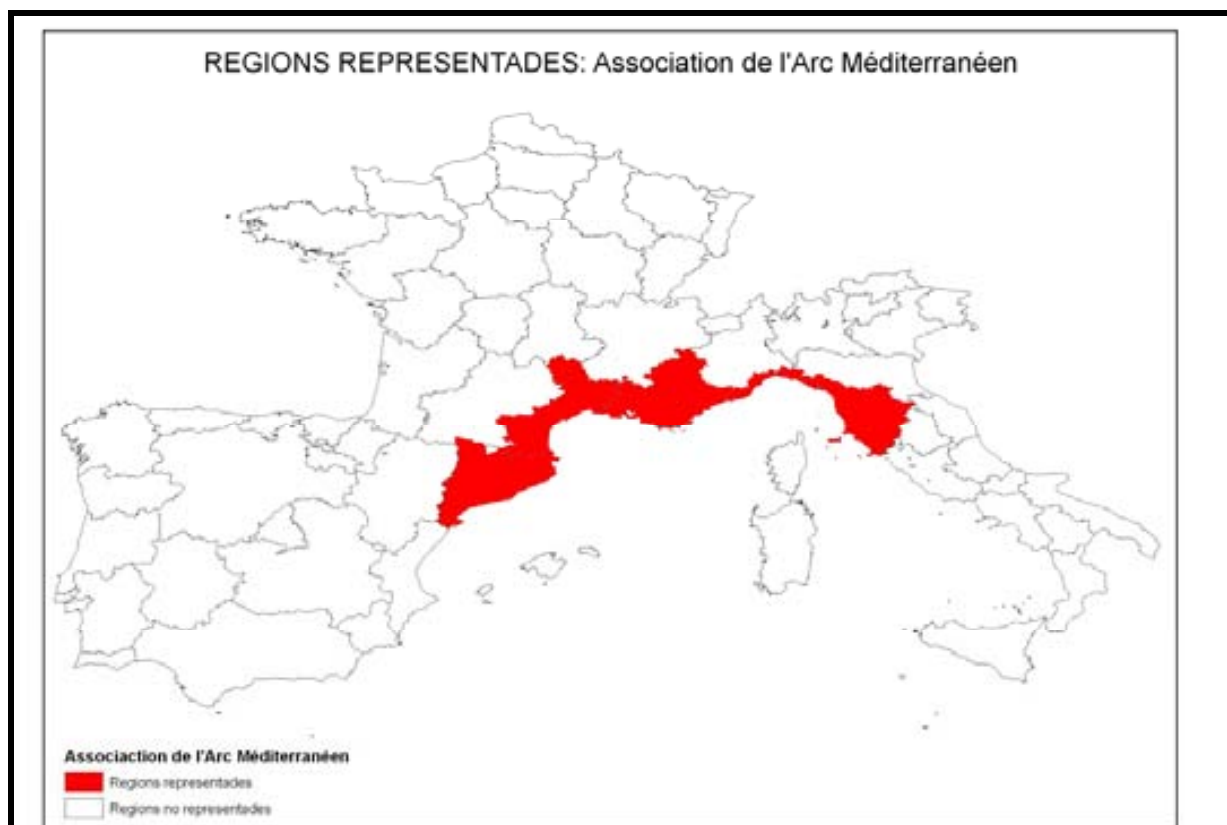 REGIONS REPRESENTADES: Association de l'Arc Méditerranéen
Associaction de l'Arc Méditerranéen
Regions representades
Regions no representades